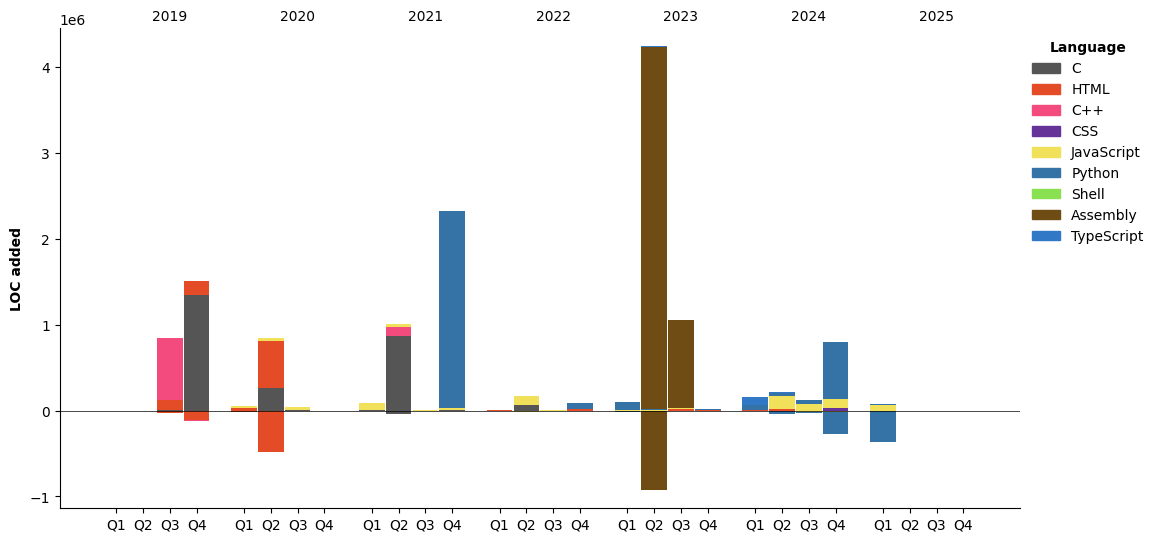 1e6
2019 2020 2021 2022 2023 2024 2025
LOC added
4
3
2
1
0
−1
Q1 Q2 Q3 Q4 Q1 Q2 Q3 Q4 Q1 Q2 Q3 Q4 Q1 Q2 Q3 Q4 Q1 Q2 Q3 Q4 Q1 Q2 Q3 Q4 Q1 Q2 Q3 Q4
Language
C
HTML
C++
CSS
JavaScript
Python
Shell
Assembly
TypeScript